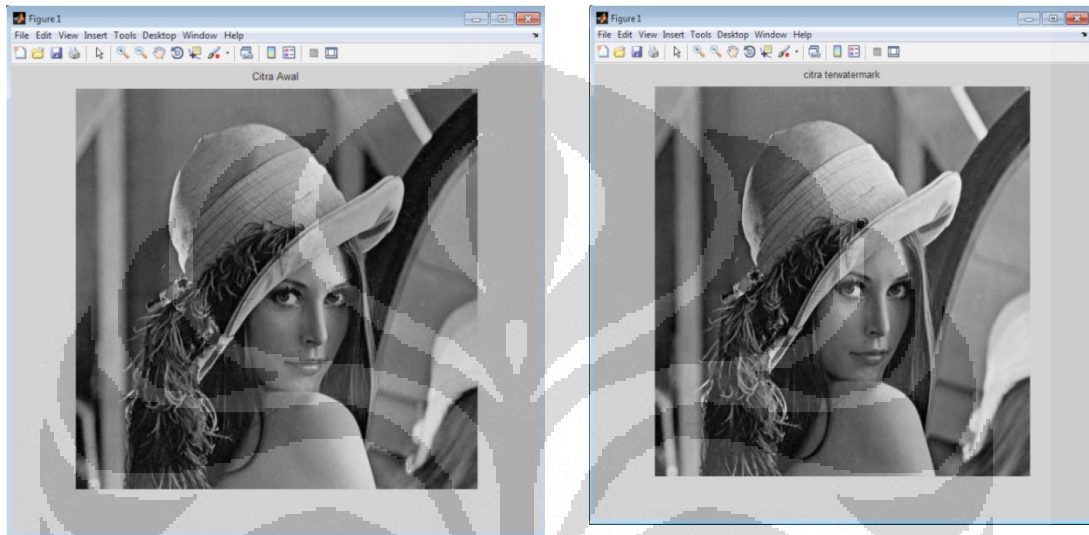 Figure 1
File Edit View Insert Tools Desktop Window Help
Citra Awal
Figure 1
File Edit View Insert Tools Desktop Window Help
citra terwatermark